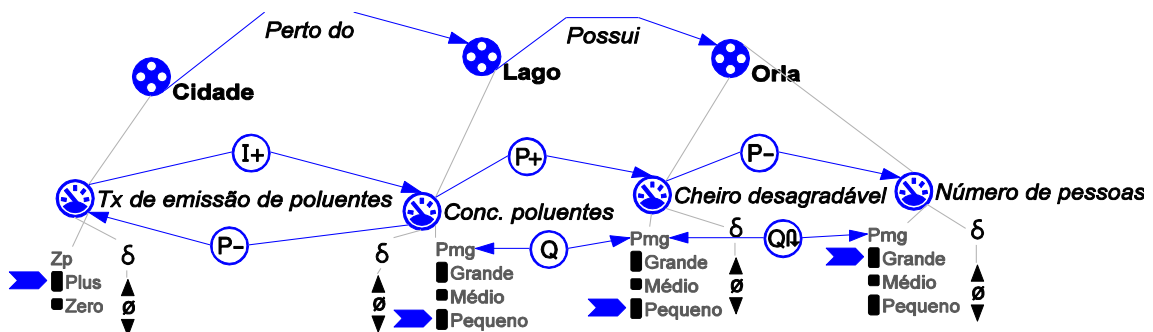 Perto do
Possui
Cidade
Lago
Orla
I+
P+
P-
Tx de emissão de poluentes
Conc. poluentes
Cheiro desagradável
Número de pessoas
P-
Q
Q
Zp
Plus
Zero
δ
ø
δ
ø
Pmg
Grande
Médio
Pequeno
Pmg
Grande
Médio
Pequeno
δ
ø
Pmg
Grande
Médio
Pequeno
δ
ø